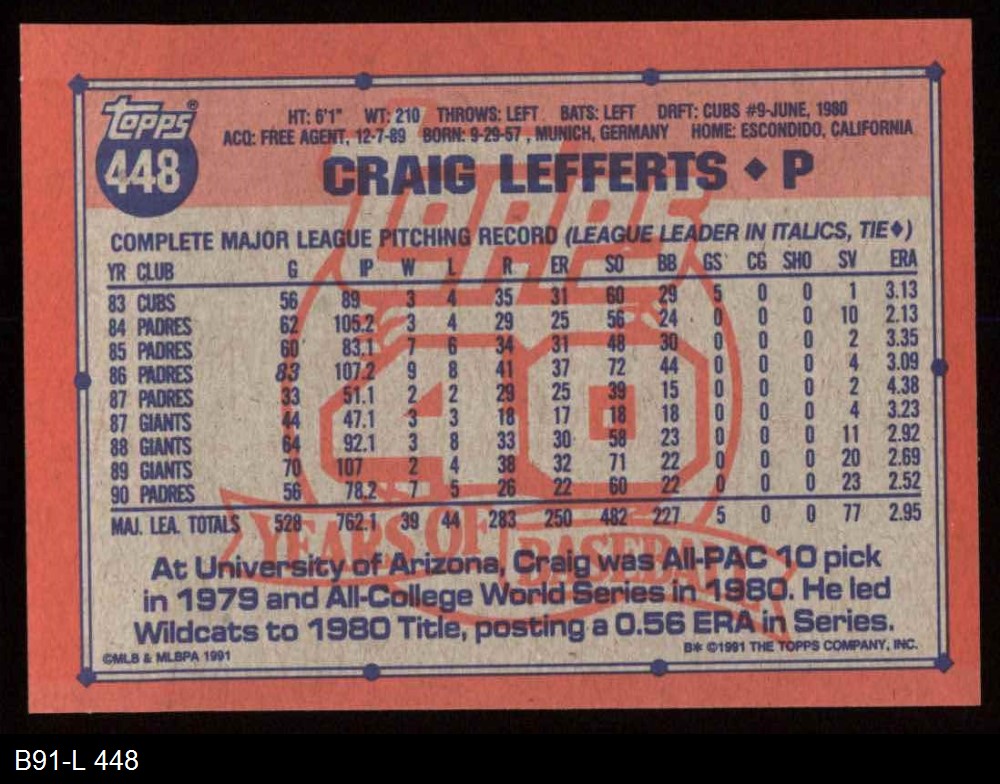 TOPPS®
448
HT: 6'1" WT: 210 THROWS: LEFT BATS: LEFT DRFT: CUBS #9-JUNE, 1980
ACQ: FREE AGENT, 12-7-89 BORN: 9-29-57, MUNICH, GERMANY HOME: ESCONDIDO, CALIFORNIA
CRAIG LEFFERTS ♦ P
COMPLETE MAJOR LEAGUE PITCHING RECORD (LEAGUE LEADER IN ITALICS, TIE♦)
YR CLUB G IP W L R ER SO BB GS CG SHO SV ERA
83 CUBS 56 89 3 4 35 31 60 29 5 0 0 1 3.13
84 PADRES 62 105.2 3 4 29 25 56 24 0 0 0 10 2.13
85 PADRES 60 83.1 7 6 34 31 48 30 0 0 0 2 3.35
86 PADRES 83 107.2 9 8 41 37 72 44 0 0 0 4 3.09
87 PADRES 33 51.1 2 2 29 25 39 15 0 0 0 2 4.38
87 GIANTS 44 47.1 3 3 18 17 18 18 0 0 0 4 3.23
88 GIANTS 64 92.1 3 8 33 30 58 23 0 0 0 11 2.92
89 GIANTS 70 107 2 4 38 32 71 22 0 0 0 20 2.69
90 PADRES 56 78.2 7 5 26 22 60 22 0 0 0 23 2.52
MAJ. LEA. TOTALS 528 762.1 39 44 283 250 482 227 5 0 0 77 2.95
TOPPS
40
YEARS OF BASEBALL
At University of Arizona, Craig was All-PAC 10 pick
in 1979 and All-College World Series in 1980. He led
Wildcats to 1980 Title, posting a 0.56 ERA in Series.
©MLB & MLBPA 1991
B* ©1991 THE TOPPS COMPANY, INC.
B91-L 448